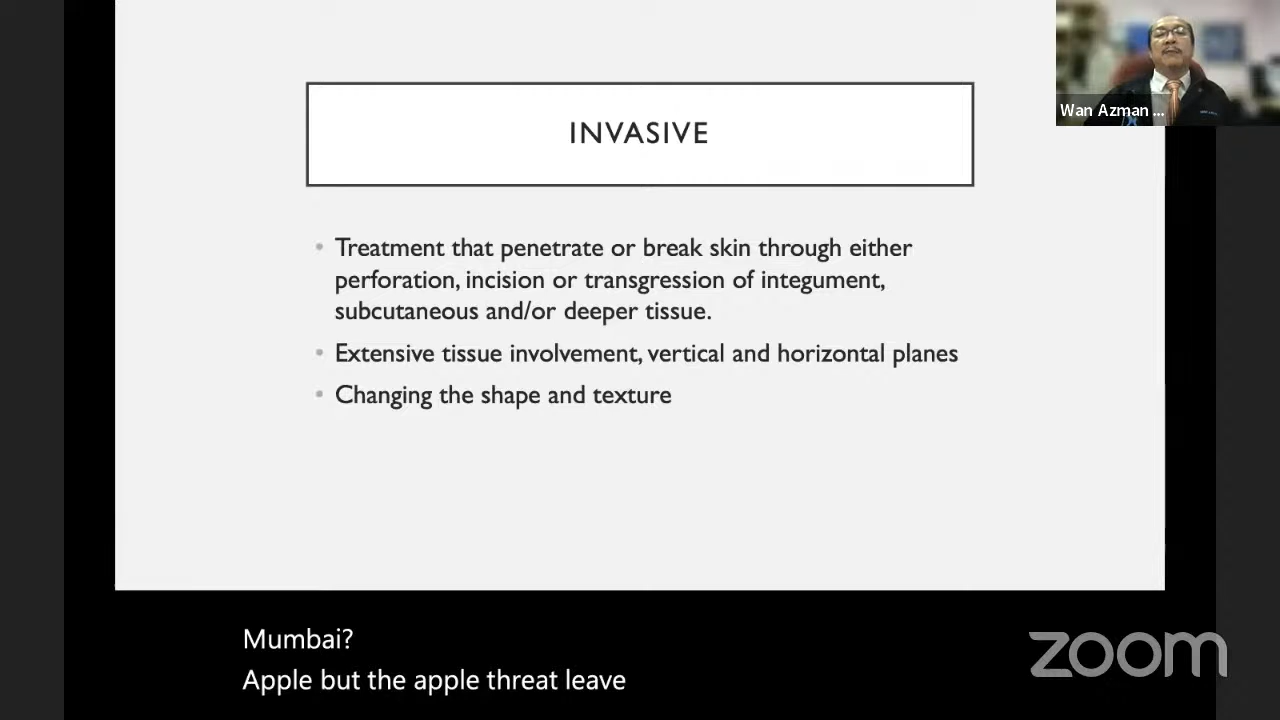 INVASIVE
Wan Azman ...
Treatment that penetrate or break skin through either
perforation, incision or transgression of integument,
subcutaneous and/or deeper tissue.
Extensive tissue involvement, vertical and horizontal planes
Changing the shape and texture
Mumbai?
Apple but the apple threat leave
zoom